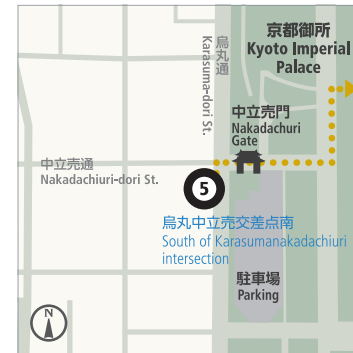 京都御所
Kyoto Imperial
Palace
烏丸通
Karasuma-dori St.
中立売門
Nakadachuri
Gate
中立売通
Nakadachiuri-dori St.
5
烏丸中立売交差点南
South of Karasumanakadachiuri
intersection
駐車場
Parking
N